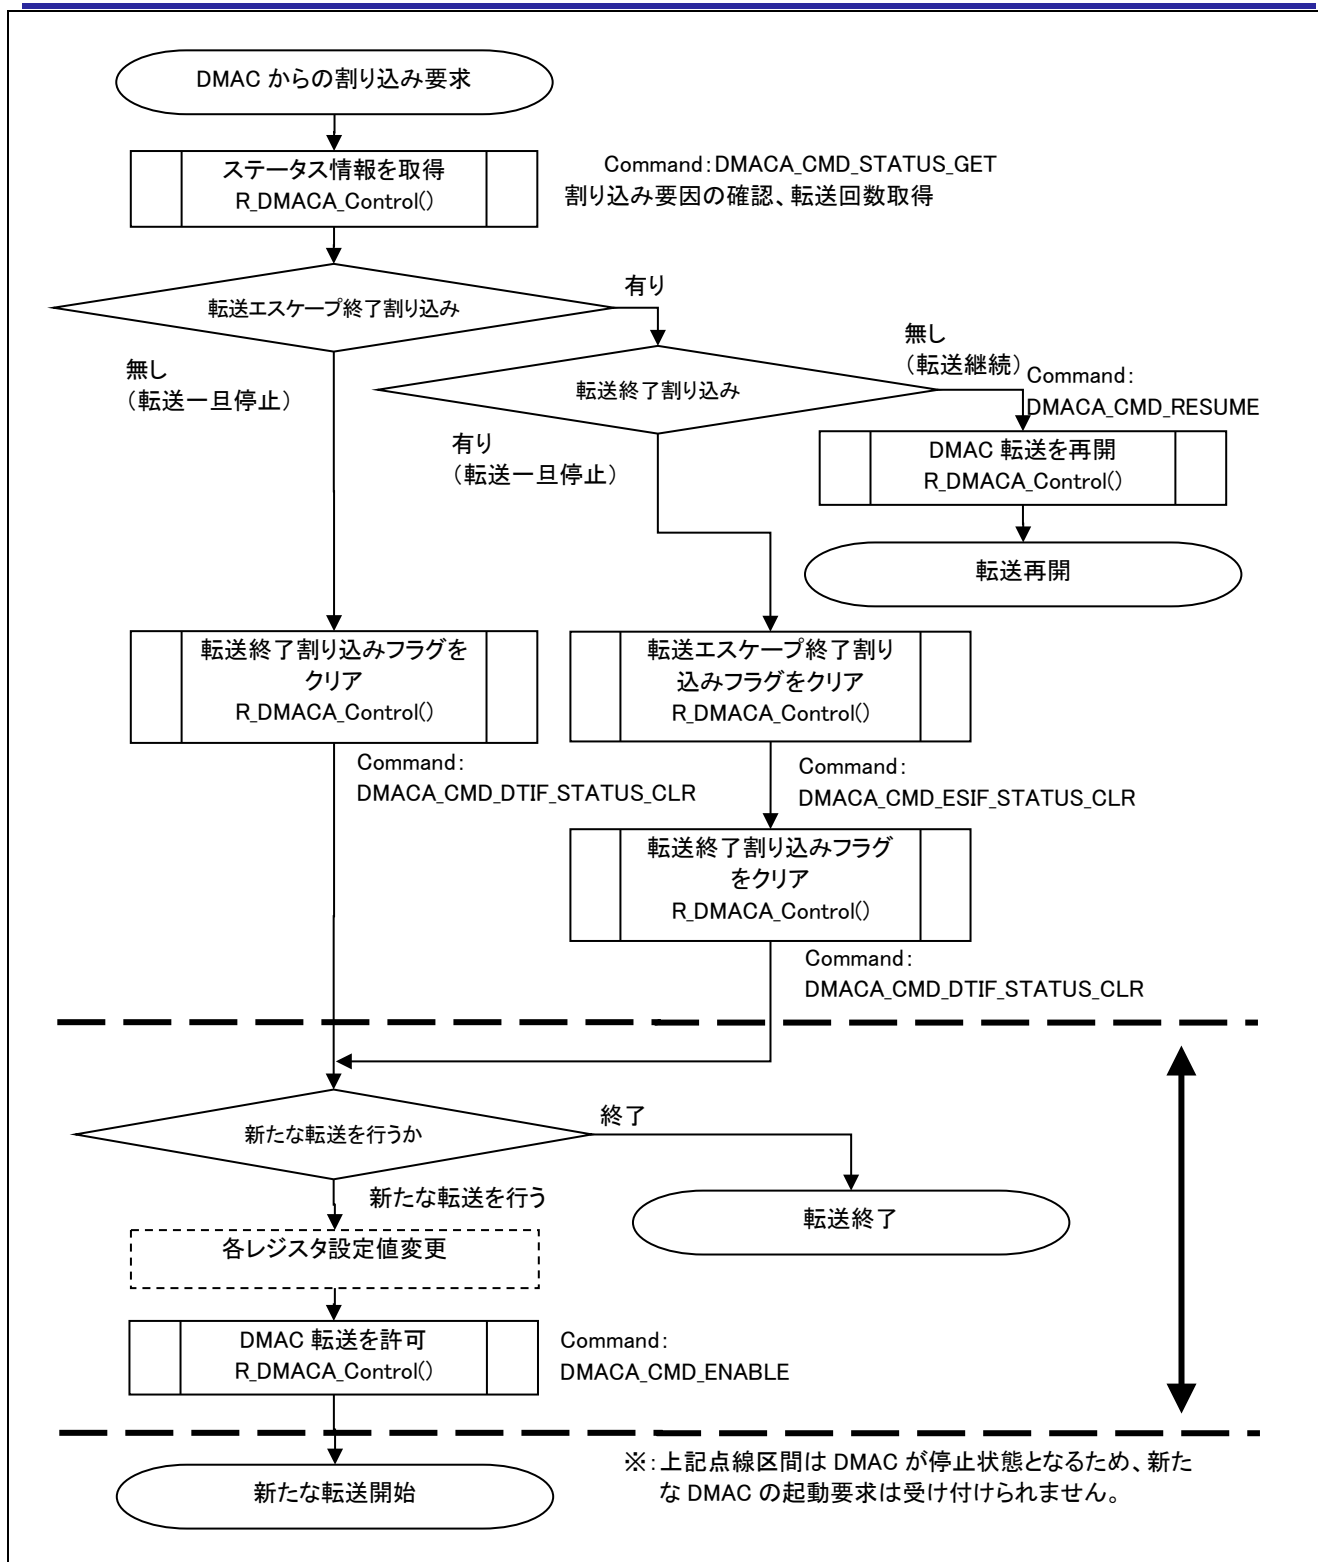 DMAC からの割り込み要求
ステータス情報を取得
R_DMACA_Control()
Command:DMACA_CMD_STATUS_GET
割り込み要因の確認、転送回数取得
転送エスケープ終了割り込み
有り
無し
(転送一旦停止)
転送終了割り込み
無し
(転送継続)
Command:
DMACA_CMD_RESUME
有り
(転送一旦停止)
DMAC 転送を再開
R_DMACA_Control()
転送再開
転送終了割り込みフラグを
クリア
R_DMACA_Control()
転送エスケープ終了割り
込みフラグをクリア
R_DMACA_Control()
Command:
DMACA_CMD_DTIF_STATUS_CLR
Command:
DMACA_CMD_ESIF_STATUS_CLR
転送終了割り込みフラグ
をクリア
R_DMACA_Control()
Command:
DMACA_CMD_DTIF_STATUS_CLR
新たな転送を行うか
終了
新たな転送を行う
転送終了
各レジスタ設定値変更
DMAC 転送を許可
R_DMACA_Control()
Command:
DMACA_CMD_ENABLE
新たな転送開始
※:上記点線区間は DMAC が停止状態となるため、新た
な DMAC の起動要求は受け付けられません。